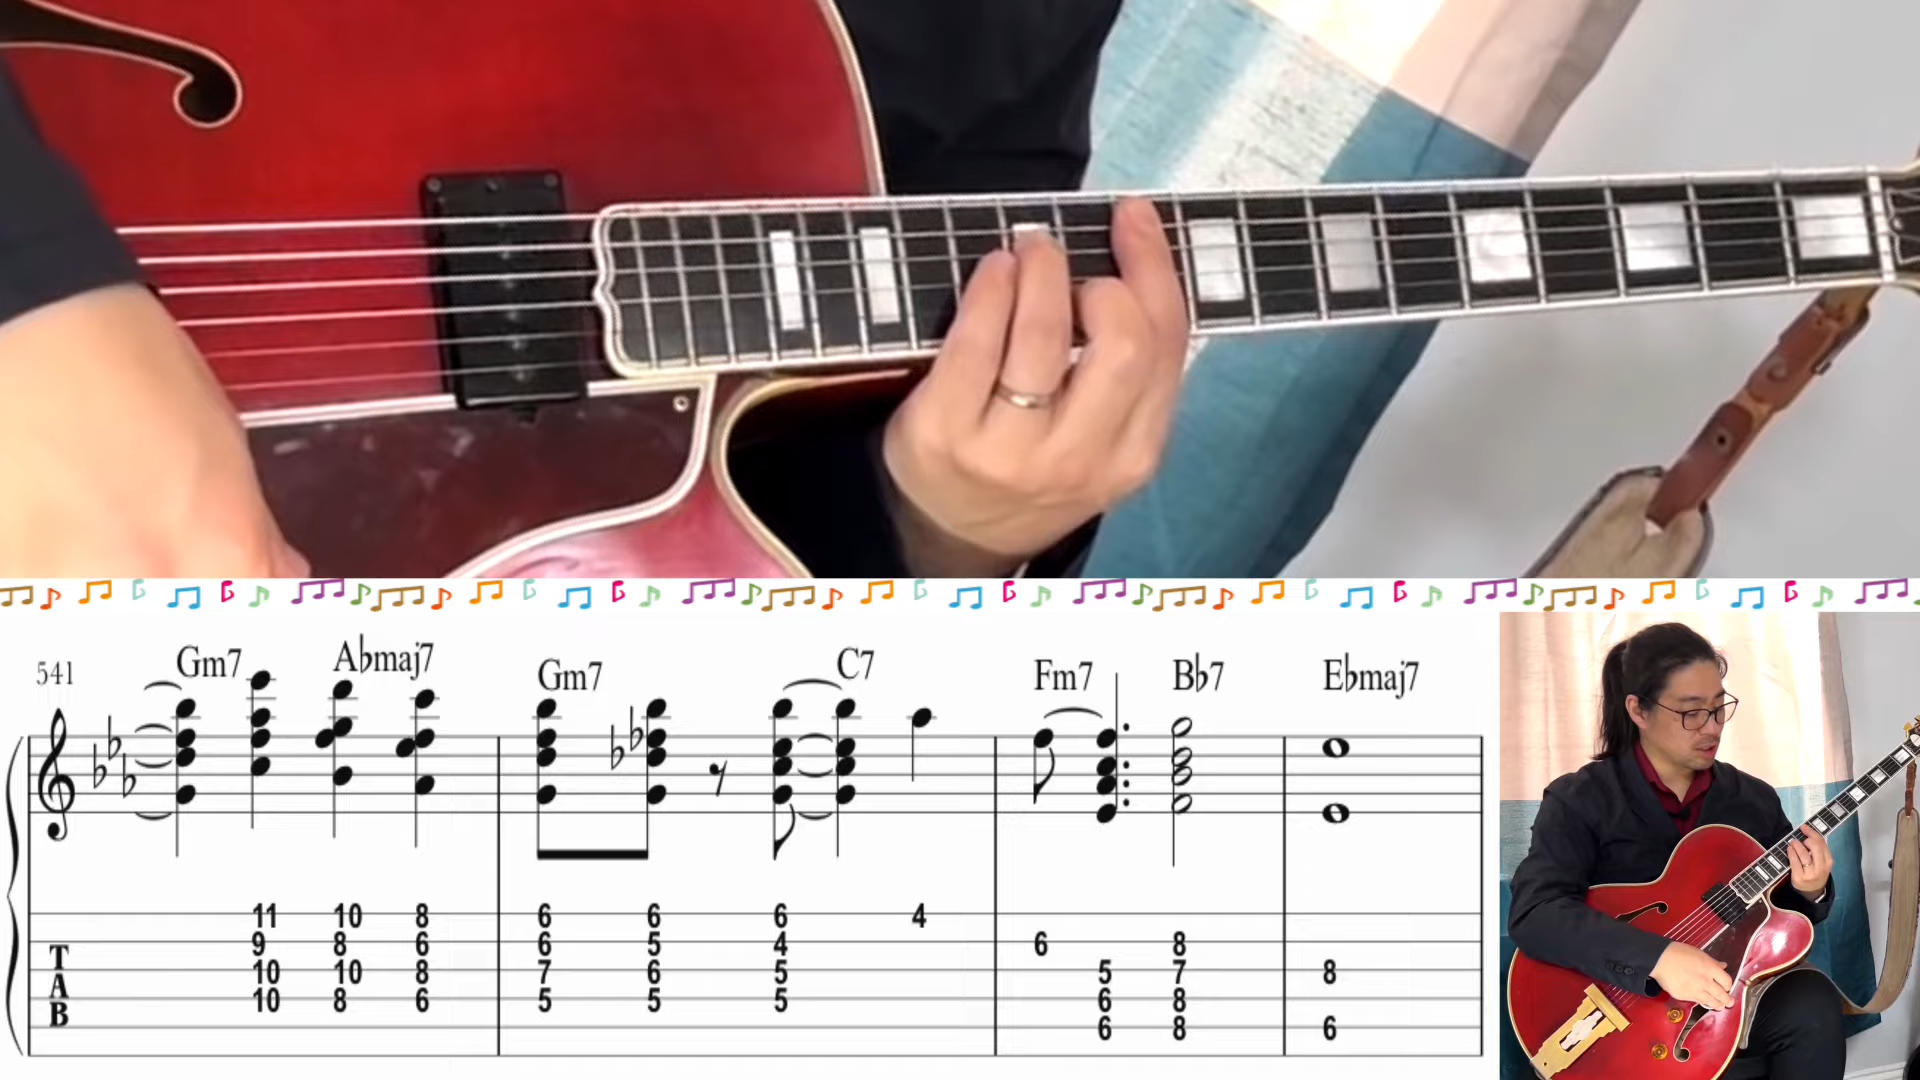 541 Gm7 A♭maj7 Gm7 C7 Fm7 B♭7 E♭maj7
11 10 8 6 6 6 4
T 9 8 6 6 5 4 6 8
A 10 10 8 7 6 5 5 7 8
B 10 8 6 5 5 5 6 8
6 8 6